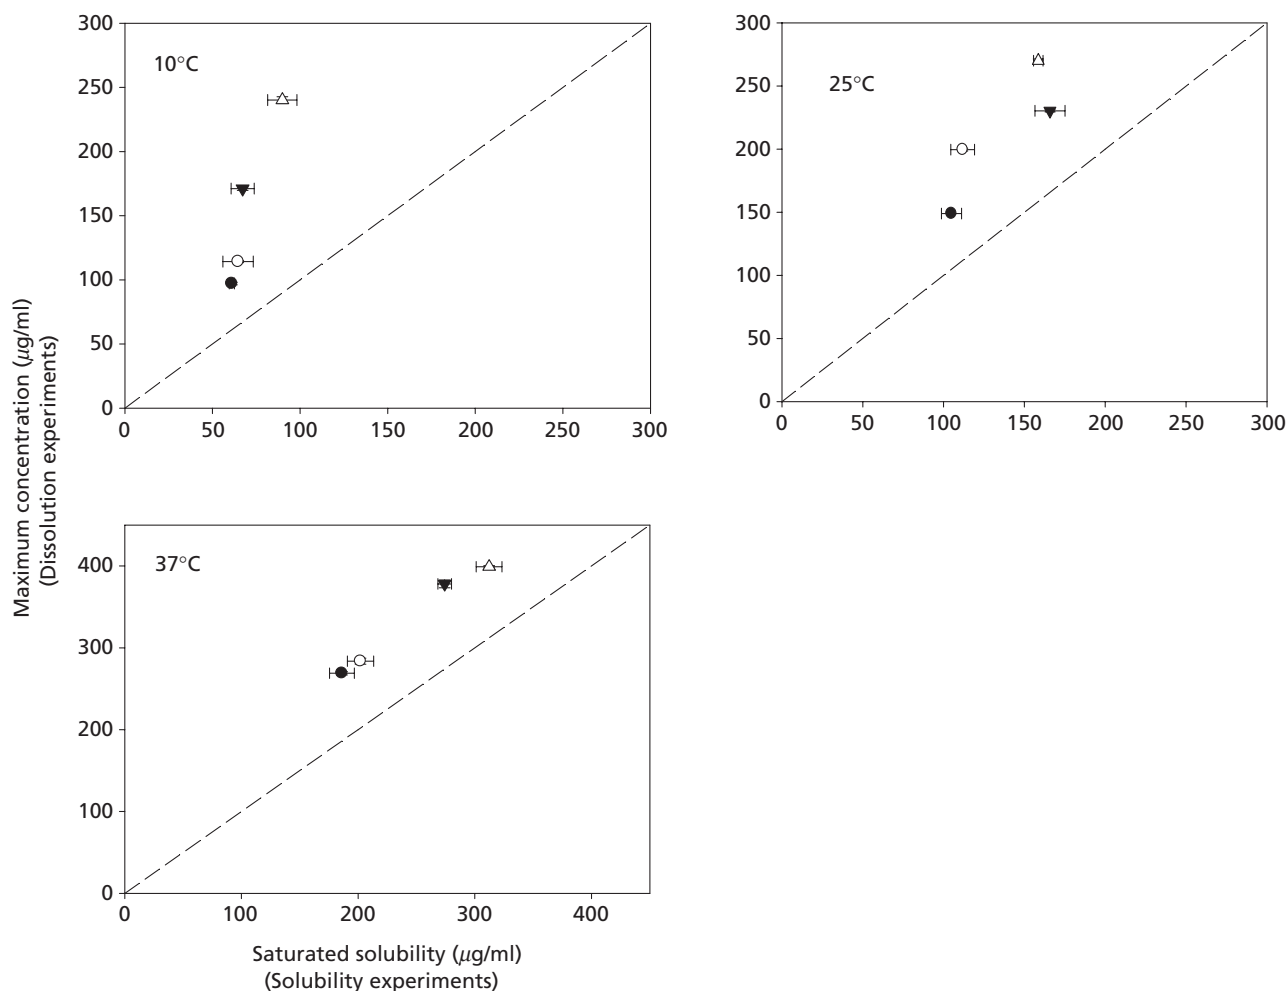 300
250
200
150
100
50
0
10°C
0 50 100 150 200 250 300
300
250
200
150
100
50
0
25°C
0 50 100 150 200 250 300
Maximum concentration (μg/ml)
(Dissolution experiments)
400
300
200
100
0
37°C
0 100 200 300 400
Saturated solubility (μg/ml)
(Solubility experiments)